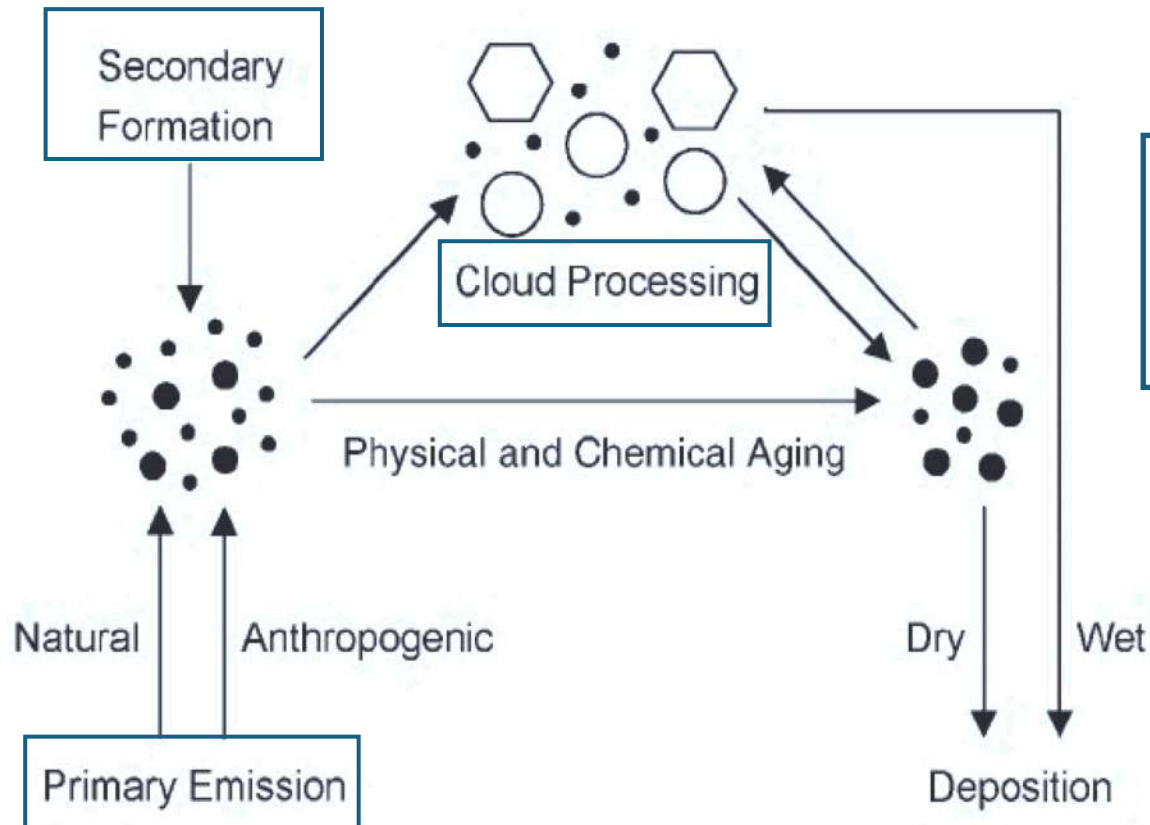 Secondary
Formation
Cloud Processing
Physical and Chemical Aging
Natural
Anthropogenic
Dry
Wet
Primary Emission
Deposition